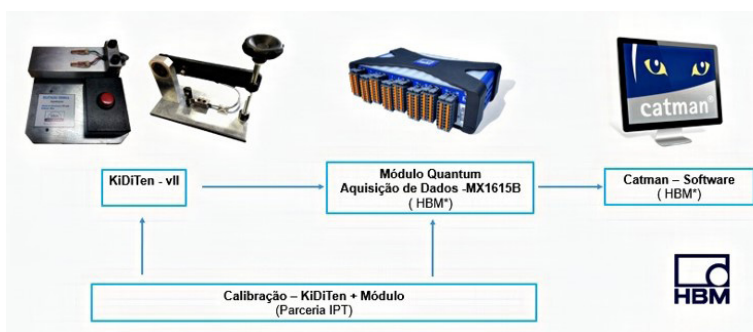 catman®
KiDiTen - vII
Módulo Quantum
Aquisição de Dados -MX1615B
( HBM*)
Catman – Software
( HBM*)
Calibração – KiDiTen + Módulo
(Parceria IPT)
HBM